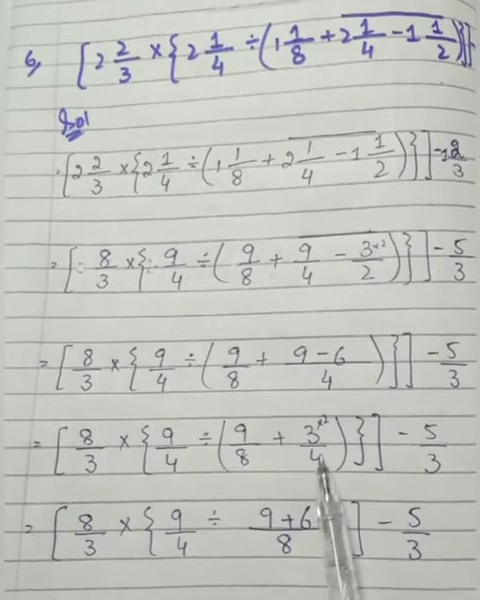 6, [2 2/3 × {2 1/4 ÷ (1 1/8 + 2 1/4 - 1 1/2)}]
Sol
= [2 2/3 × {2 1/4 ÷ (1 1/8 + 2 1/4 - 1 1/2)}] - 1 2/3
= [8/3 × {9/4 ÷ (9/8 + 9/4 - 3×2/2)}] - 5/3
= [8/3 × {9/4 ÷ (9/8 + 9-6/4)}] - 5/3
= [8/3 × {9/4 ÷ (9/8 + 3×2/4)}] - 5/3
= [8/3 × {9/4 ÷ 9+6/8 ] - 5/3